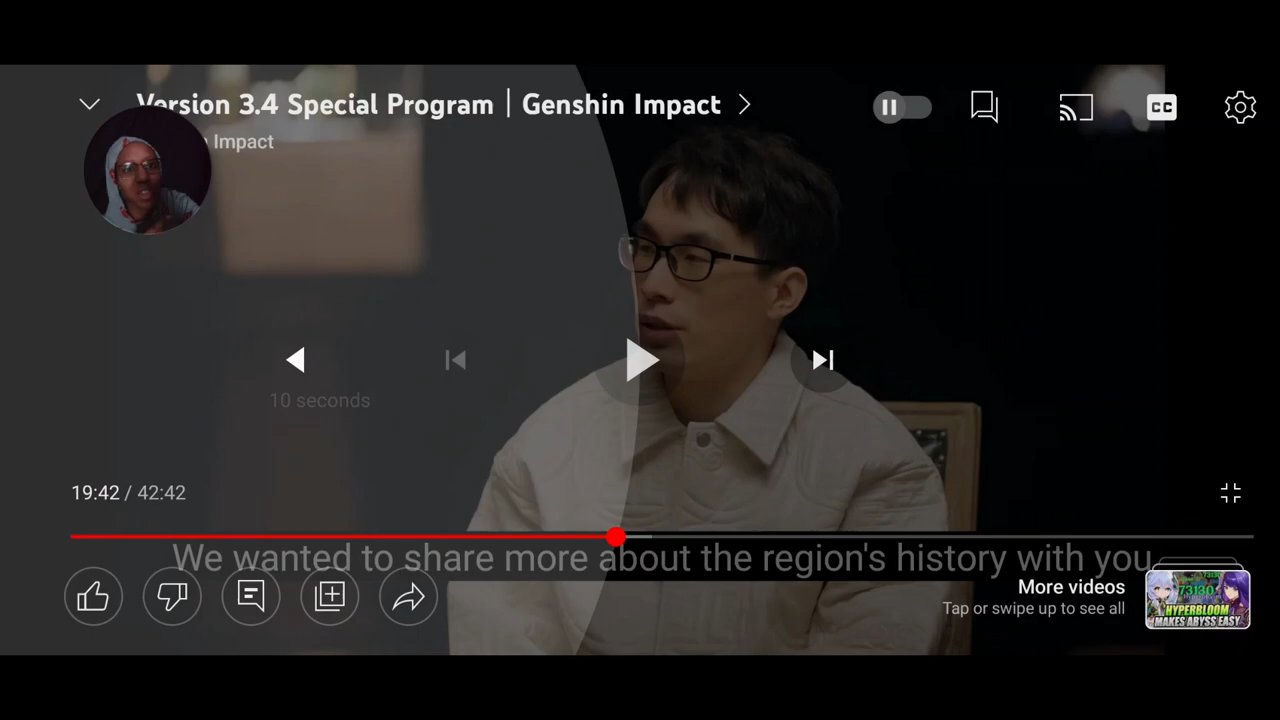 Version 3.4 Special Program | Genshin Impact
Impact
CC
10 seconds
19:42 / 42:42
We wanted to share more about the region's history with you
More videos
Tap or swipe up to see all
73130
HYPERBLOOM
MAKES ABYSS EASY